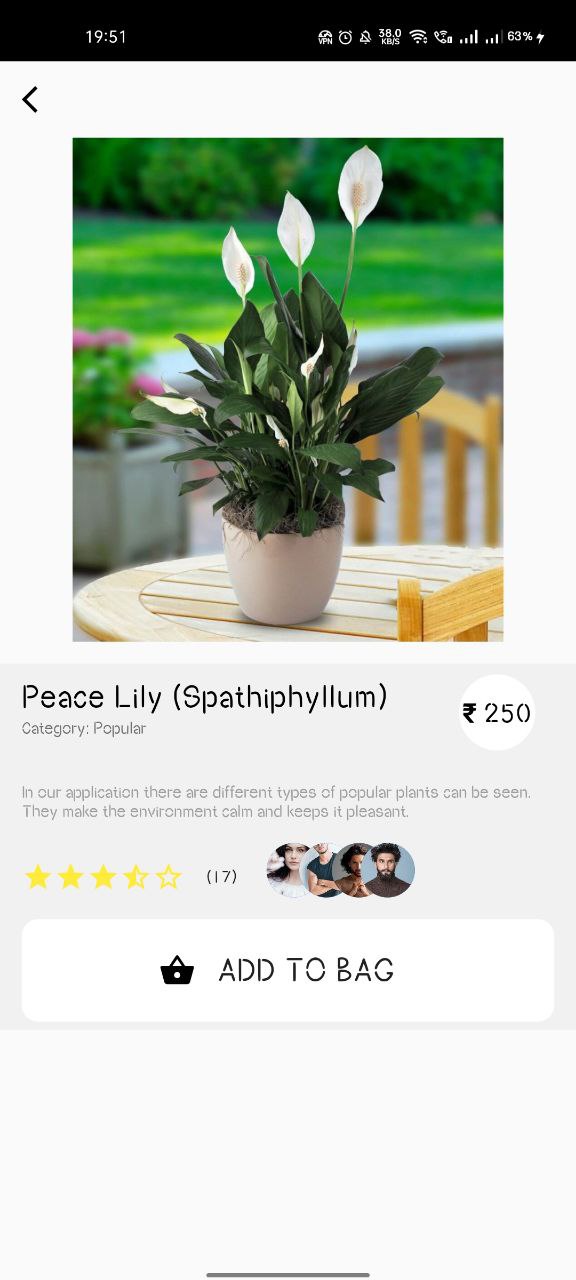 19:51
VPN 38.0 KB/S 63%
Peace Lily (Spathiphyllum)
₹ 250
Category: Popular
In our application there are different types of popular plants can be seen.
They make the environment calm and keeps it pleasant.
(17)
ADD TO BAG